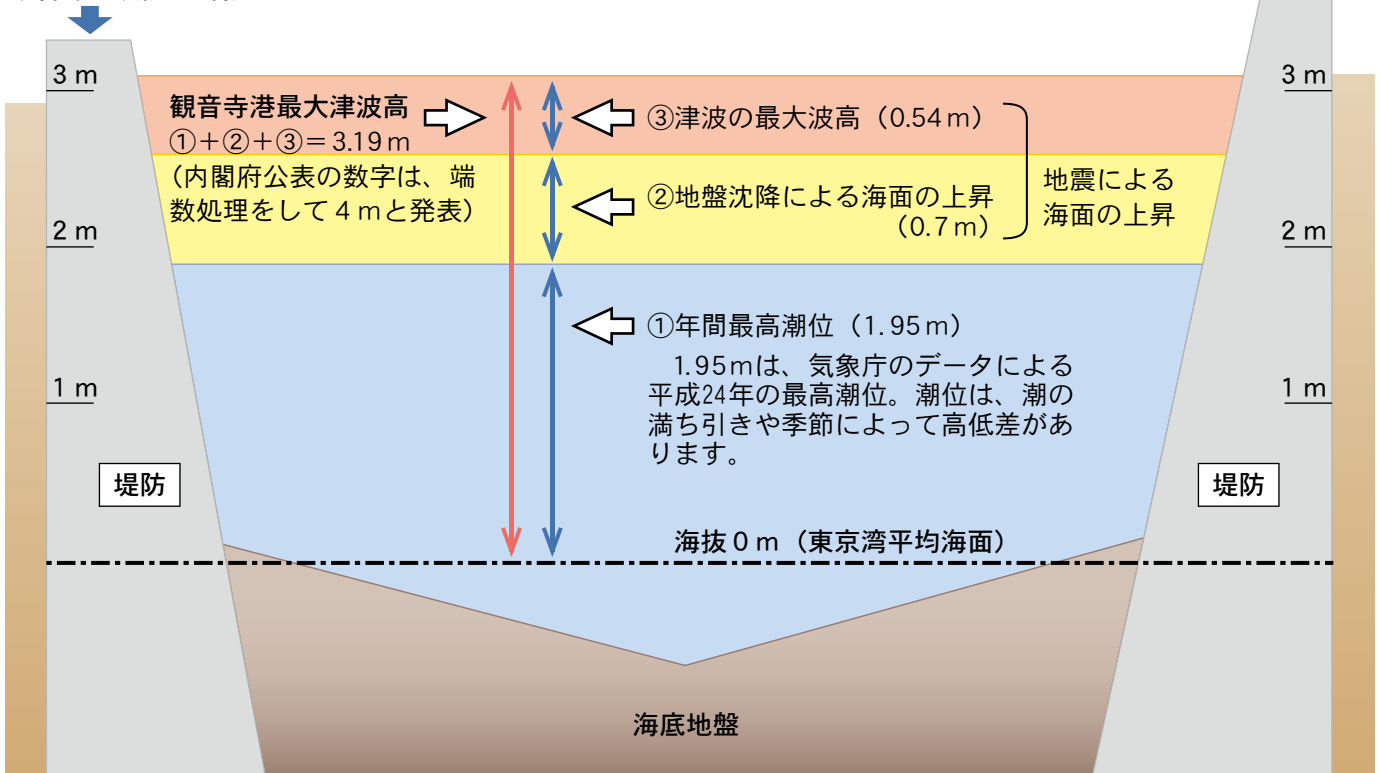 3 m
3 m
観音寺港最大津波高
①+②+③=3.19m
(内閣府公表の数字は、端
数処理をして4mと発表)
③津波の最大波高(0.54m)
②地盤沈降による海面の上昇
(0.7m)
地震による
海面の上昇
2 m
2 m
①年間最高潮位(1.95m)
1.95mは、気象庁のデータによる
平成24年の最高潮位。潮位は、潮の
満ち引きや季節によって高低差があ
ります。
1 m
1 m
堤防
堤防
海抜0m(東京湾平均海面)
海底地盤